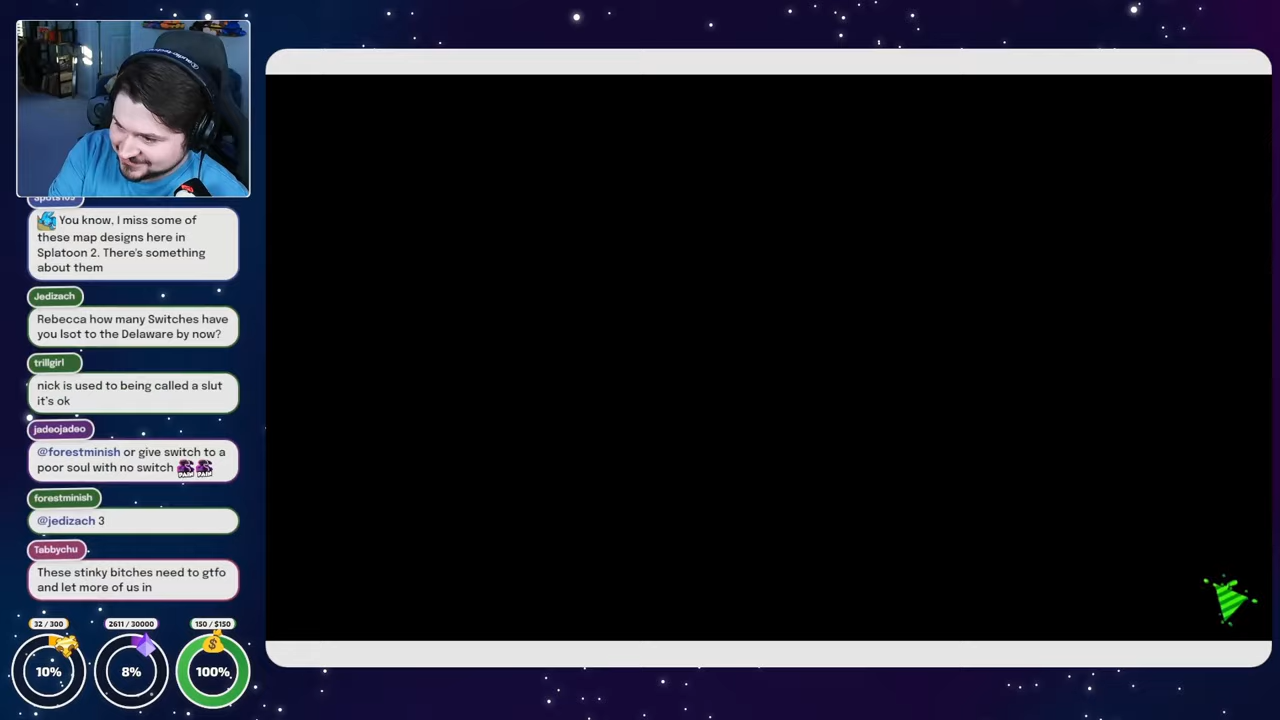 Spots105
You know, I miss some of
these map designs here in
Splatoon 2. There's something
about them
Jedizach
Rebecca how many Switches have
you lsot to the Delaware by now?
trillgirl
nick is used to being called a slut
it's ok
jadeojadeo
@forestminish or give switch to a
poor soul with no switch
forestminish
@jedizach 3
Tabbychu
These stinky bitches need to gtfo
and let more of us in
32 / 300
2611 / 30000
150 / $150
10%
8%
100%